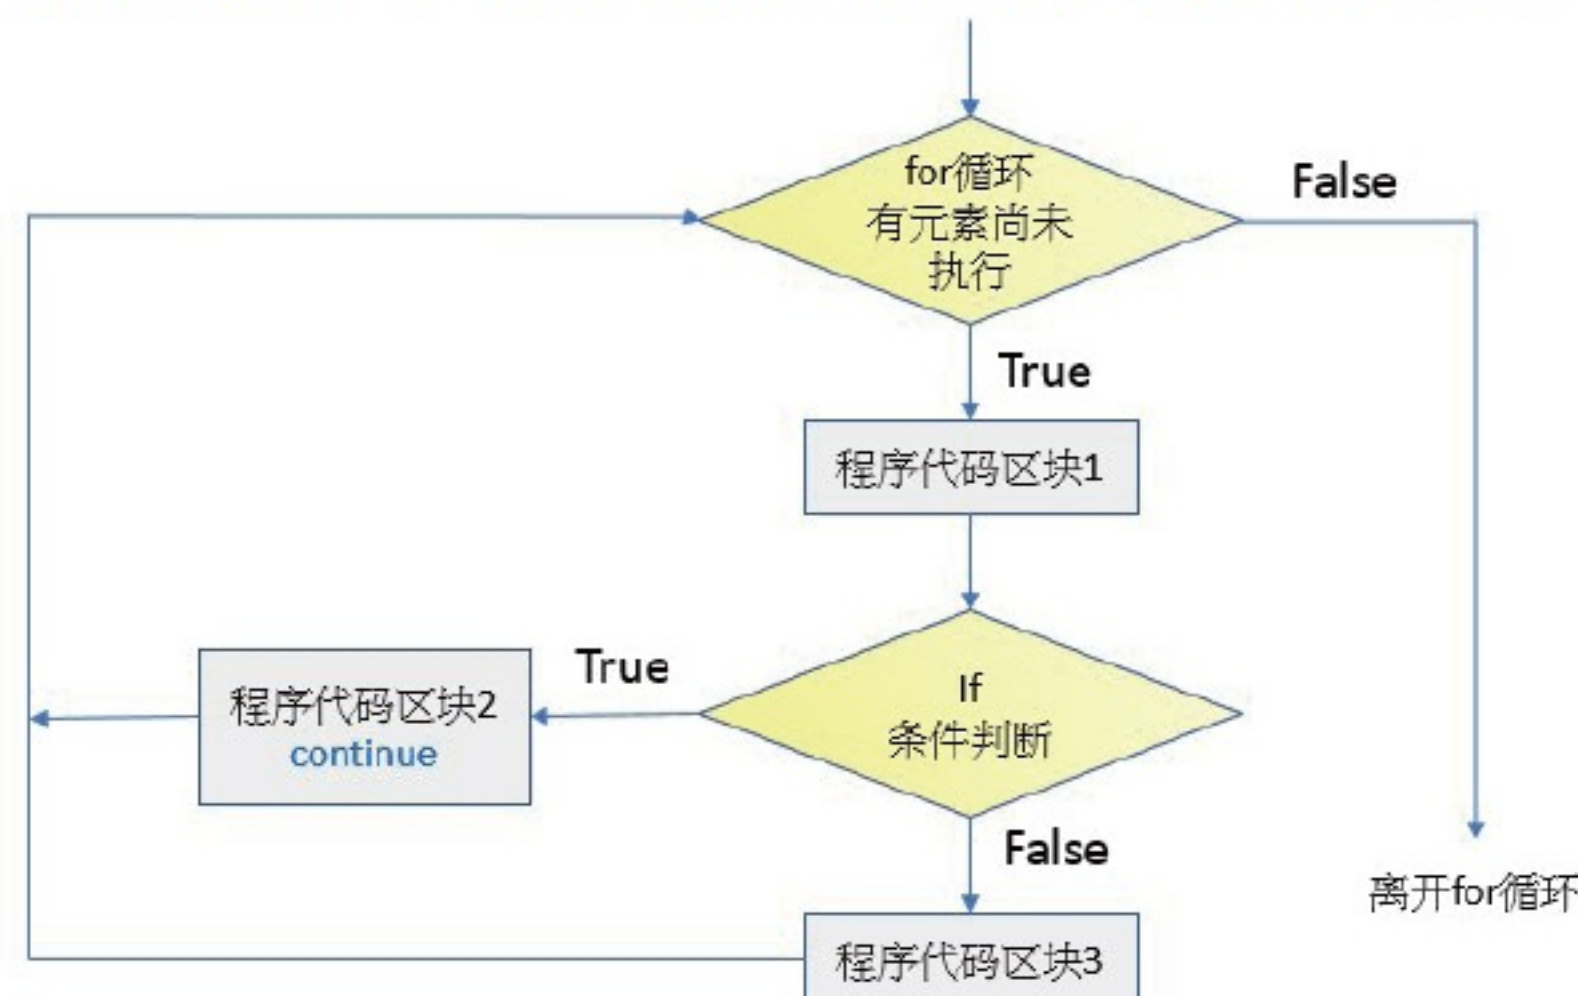 for循环
有元素尚未
执行
False
True
程序代码区块1
If
条件判断
True
程序代码区块2
continue
False
离开for循环
程序代码区块3